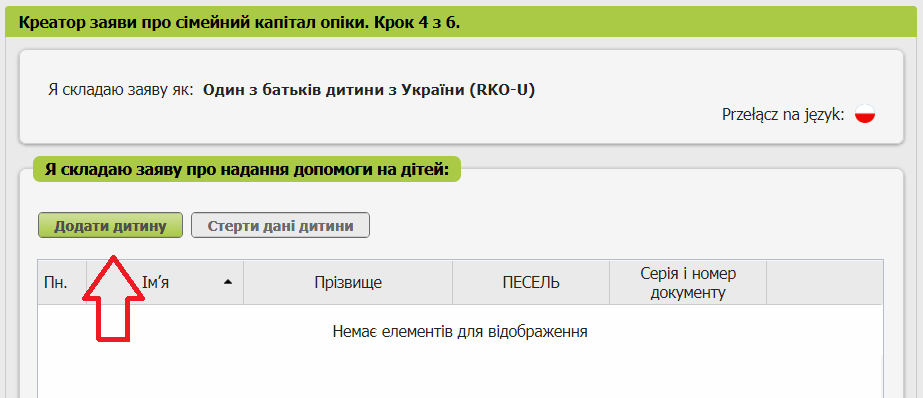 Креатор заяви про сімейний капітал опіки. Крок 4 з 6.
Я складаю заяву як: Один з батьків дитини з України (RKO-U)
Przełącz na język:
Я складаю заяву про надання допомоги на дітей:
Додати дитину Стерти дані дитини
Пн. Ім’я Прізвище ПЕСЕЛЬ Серія і номер
документу
Немає елементів для відображення